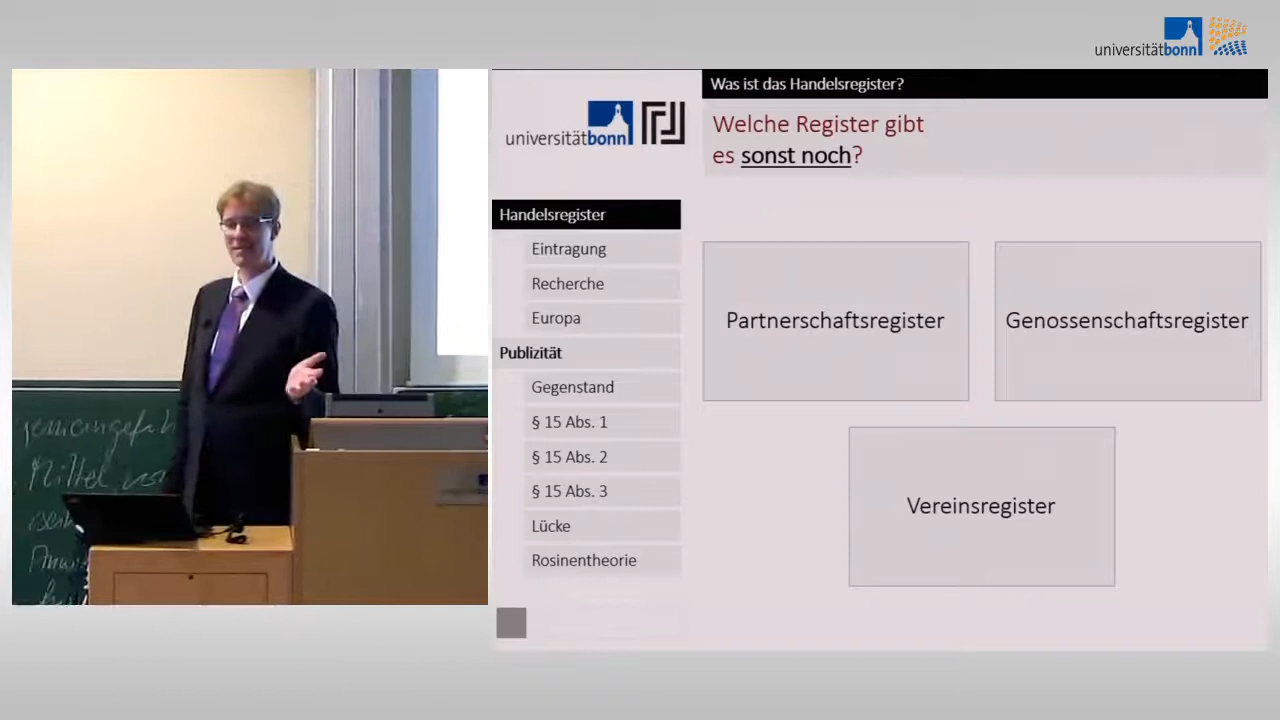 universitätbonn
Was ist das Handelsregister?
universitätbonn
Welche Register gibt
es sonst noch?
Handelsregister
Eintragung
Recherche
Europa
Publizität
Gegenstand
§ 15 Abs. 1
§ 15 Abs. 2
§ 15 Abs. 3
Lücke
Rosinentheorie
Partnerschaftsregister
Genossenschaftsregister
Vereinsregister
Mittel